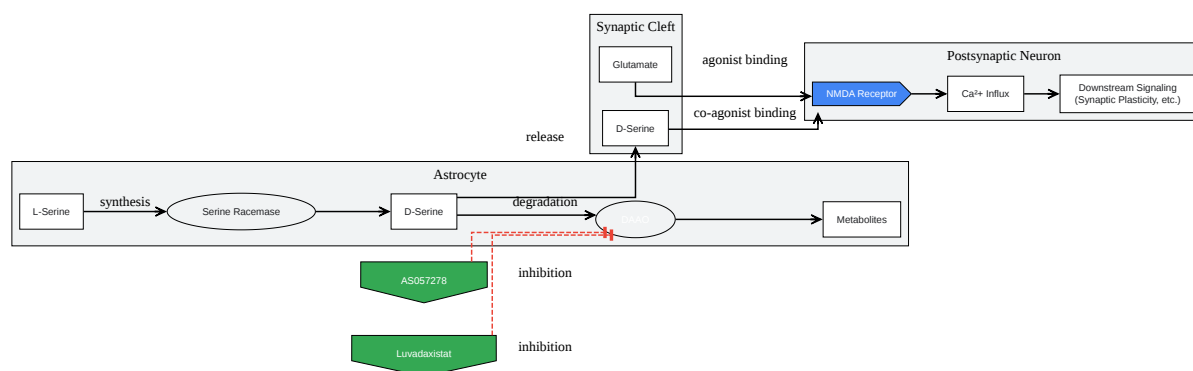 Synaptic Cleft
Glutamate
agonist binding
Postsynaptic Neuron
NMDA Receptor
Ca²+ Influx
Downstream Signaling
(Synaptic Plasticity, etc.)
co-agonist binding
D-Serine
release
Astrocyte
L-Serine
synthesis
Serine Racemase
D-Serine
degradation
DAAO
Metabolites
AS057278
inhibition
Luvadaxistat
inhibition